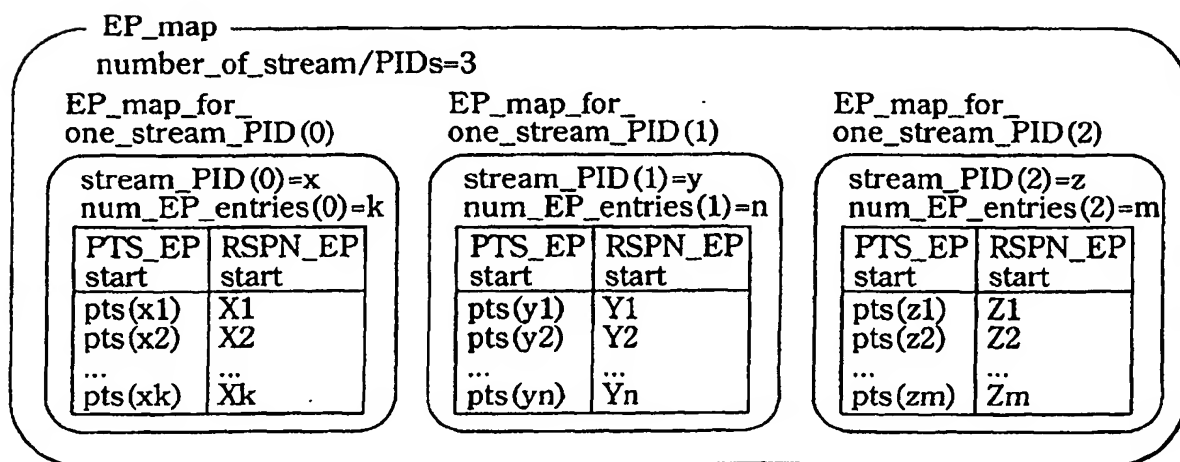 EP_map
number_of_stream/PIDs=3
EP_map_for_
one_stream_PID(0)
stream_PID(0)=x
num_EP_entries(0)=k
PTS_EP RSPN_EP
start start
pts(x1) X1
pts(x2) X2
... ...
pts(xk) Xk
EP_map_for_
one_stream_PID(1)
stream_PID(1)=y
num_EP_entries(1)=n
PTS_EP RSPN_EP
start start
pts(y1) Y1
pts(y2) Y2
... ...
pts(yn) Yn
EP_map_for_
one_stream_PID(2)
stream_PID(2)=z
num_EP_entries(2)=m
PTS_EP RSPN_EP
start start
pts(z1) Z1
pts(z2) Z2
... ...
pts(zm) Zm